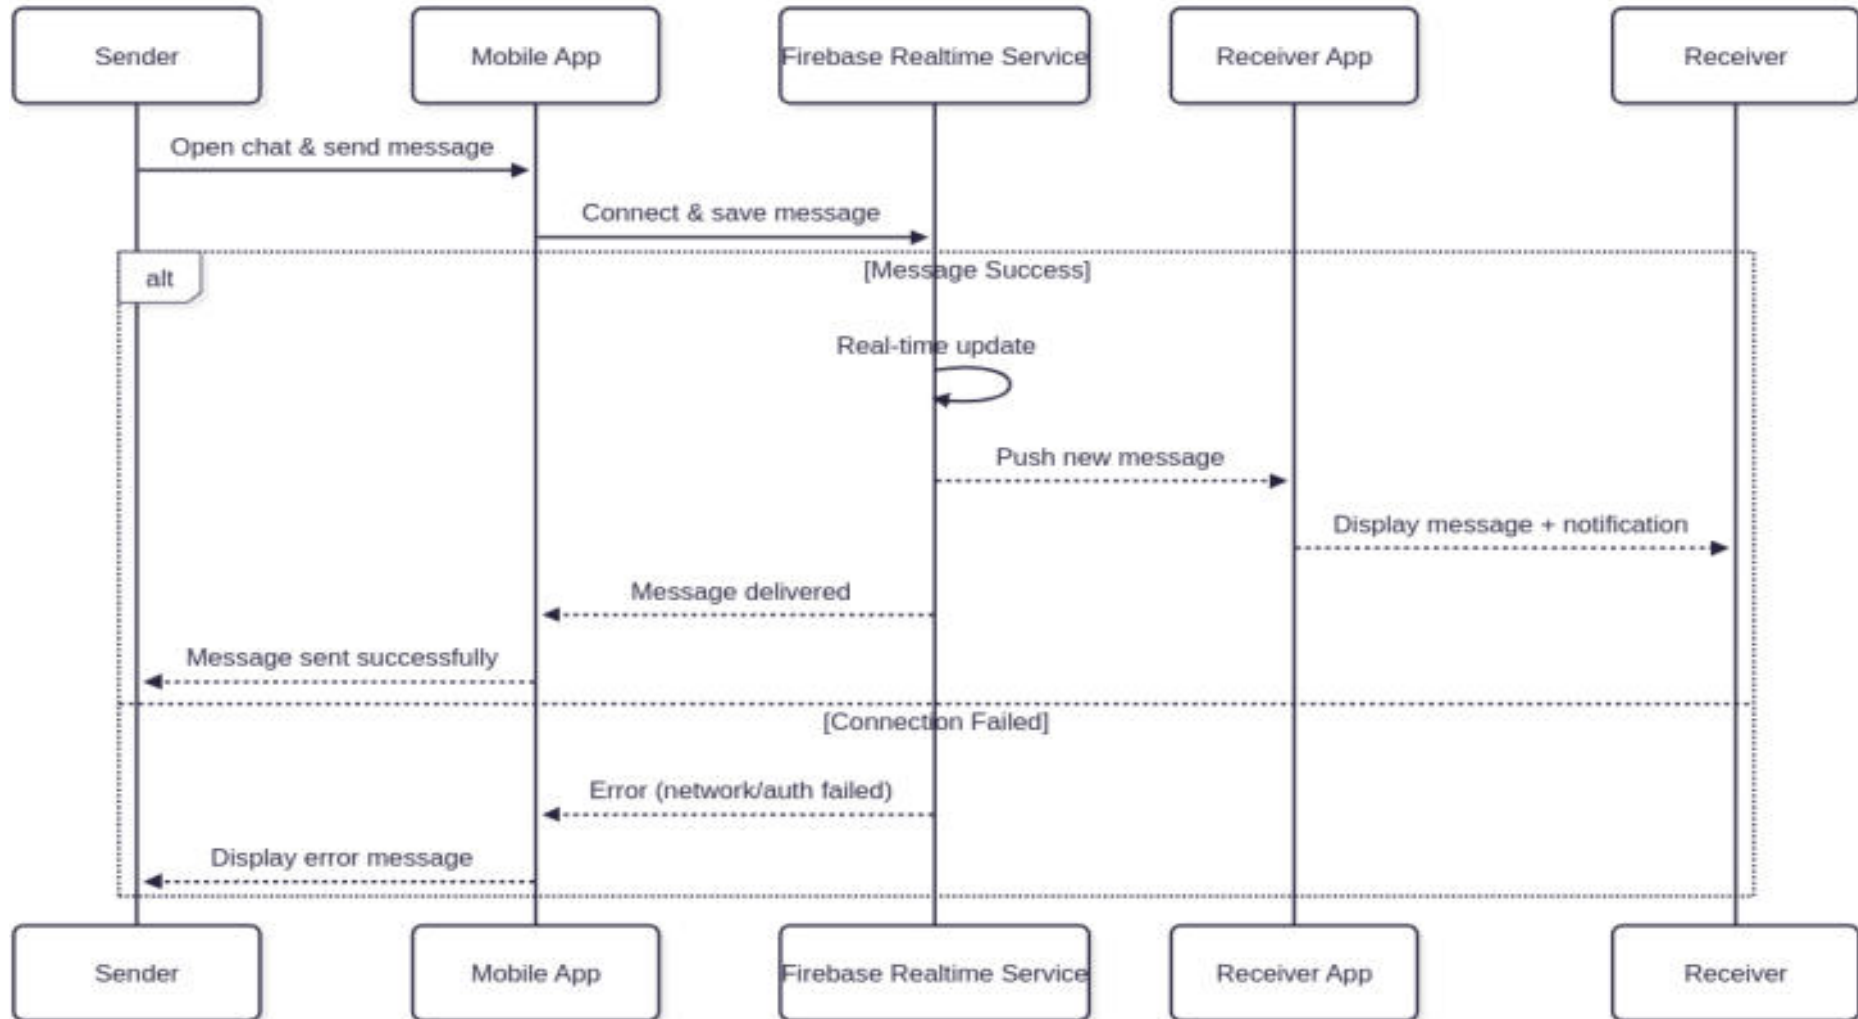 Sender
Mobile App
Firebase Realtime Service
Receiver App
Receiver
Open chat & send message
Connect & save message
alt
[Message Success]
Real-time update
Push new message
Display message + notification
Message delivered
Message sent successfully
[Connection Failed]
Error (network/auth failed)
Display error message
Sender
Mobile App
Firebase Realtime Service
Receiver App
Receiver